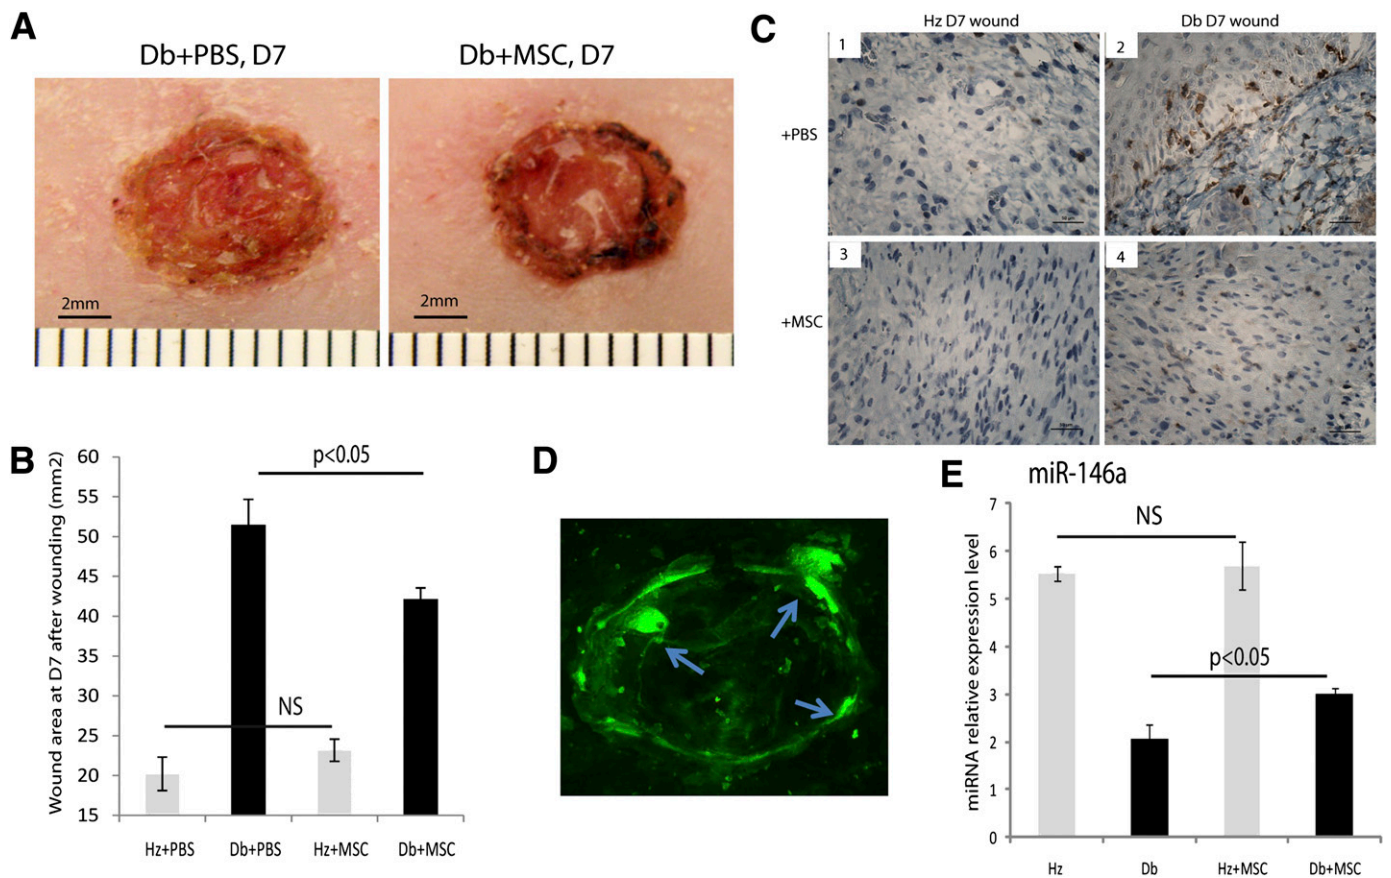 A
Db+PBS, D7
Db+MSC, D7
2mm
2mm
B
Wound area at D7 after wounding (mm2)
60
55
50
45
40
35
30
25
20
15
p<0.05
NS
Hz+PBS
Db+PBS
Hz+MSC
Db+MSC
C
Hz D7 wound
Db D7 wound
+PBS
+MSC
1
2
3
4
D
E
miR-146a
miRNA relative expression level
7
6
5
4
3
2
1
0
NS
p<0.05
Hz
Db
Hz+MSC
Db+MSC